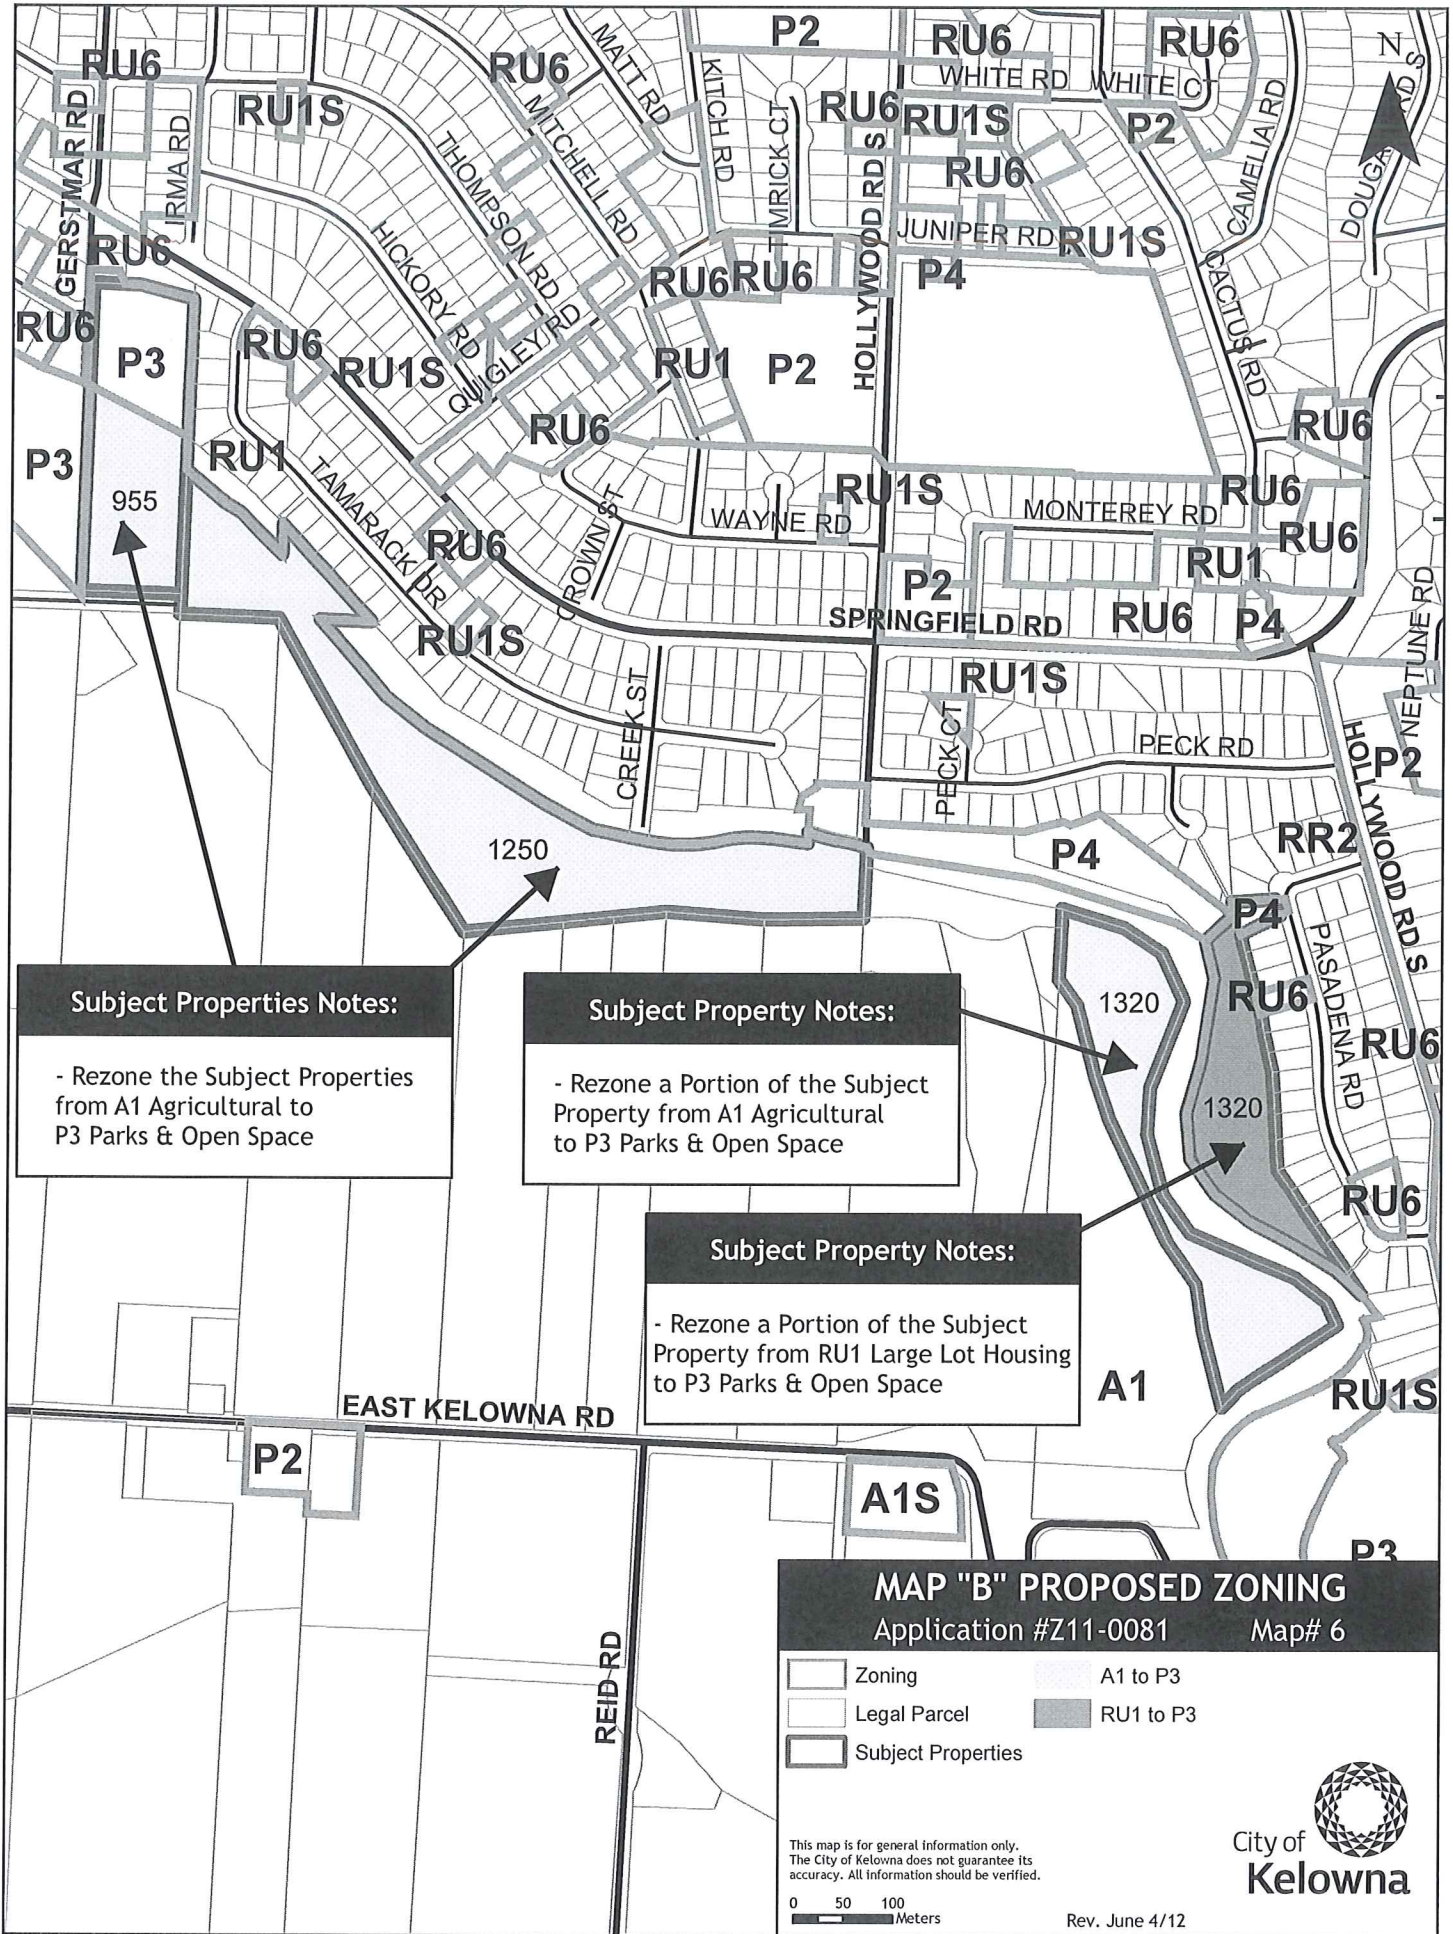 P2
RU6
RU6
N
RU6
RU6
MATT RD
KITCH RD
WHITE RD
WHITE CT
RU1S
RU6
RU1S
P2
MITCHELL RD
GERSTMAR RD
IRMA RD
THOMPSON RD
HOLLYWOOD RD S
CAMELIA RD
RU6
HICKORY RD
JUNIPER RD
RU1S
RU6
RU6
RU6
P4
CACTUS RD
RU6
P3
RU6
RU1S
QUIGLEY RD
RU1
P2
RU6
RU6
P3
RU1
955
TAMARACK DR
RU6
CROWN ST
WAYNE RD
RU1S
MONTEREY RD
RU6
RU6
RU1
P2
SPRINGFIELD RD
RU6
P4
NEPTUNE RD
RU1S
RU1S
CREEK ST
PECK CT
PECK RD
HOLLYWOOD RD S
P2
1250
P4
RR2
P4
PASADENA RD
RU6
1320
RU6
1320
RU6
Subject Properties Notes:
- Rezone the Subject Properties
from A1 Agricultural to
P3 Parks & Open Space
Subject Property Notes:
- Rezone a Portion of the Subject
Property from A1 Agricultural
to P3 Parks & Open Space
Subject Property Notes:
- Rezone a Portion of the Subject
Property from RU1 Large Lot Housing
to P3 Parks & Open Space
A1
RU1S
EAST KELOWNA RD
P2
A1S
P3
REID RD
MAP "B" PROPOSED ZONING
Application #Z11-0081 Map# 6
Zoning
A1 to P3
Legal Parcel
RU1 to P3
Subject Properties
This map is for general information only.
The City of Kelowna does not guarantee its
accuracy. All information should be verified.
0 50 100
Meters
Rev. June 4/12
City of
Kelowna